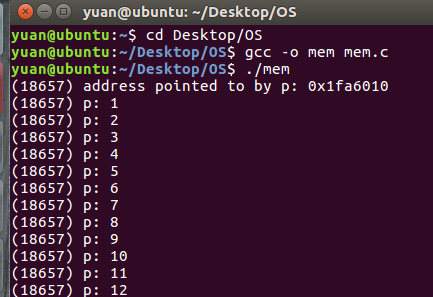 yuan@ubuntu: ~/Desktop/OS
yuan@ubuntu:~$ cd Desktop/OS
yuan@ubuntu:~/Desktop/OS$ gcc -o mem mem.c
yuan@ubuntu:~/Desktop/OS$ ./mem
(18657) address pointed to by p: 0x1fa6010
(18657) p: 1
(18657) p: 2
(18657) p: 3
(18657) p: 4
(18657) p: 5
(18657) p: 6
(18657) p: 7
(18657) p: 8
(18657) p: 9
(18657) p: 10
(18657) p: 11
(18657) p: 12